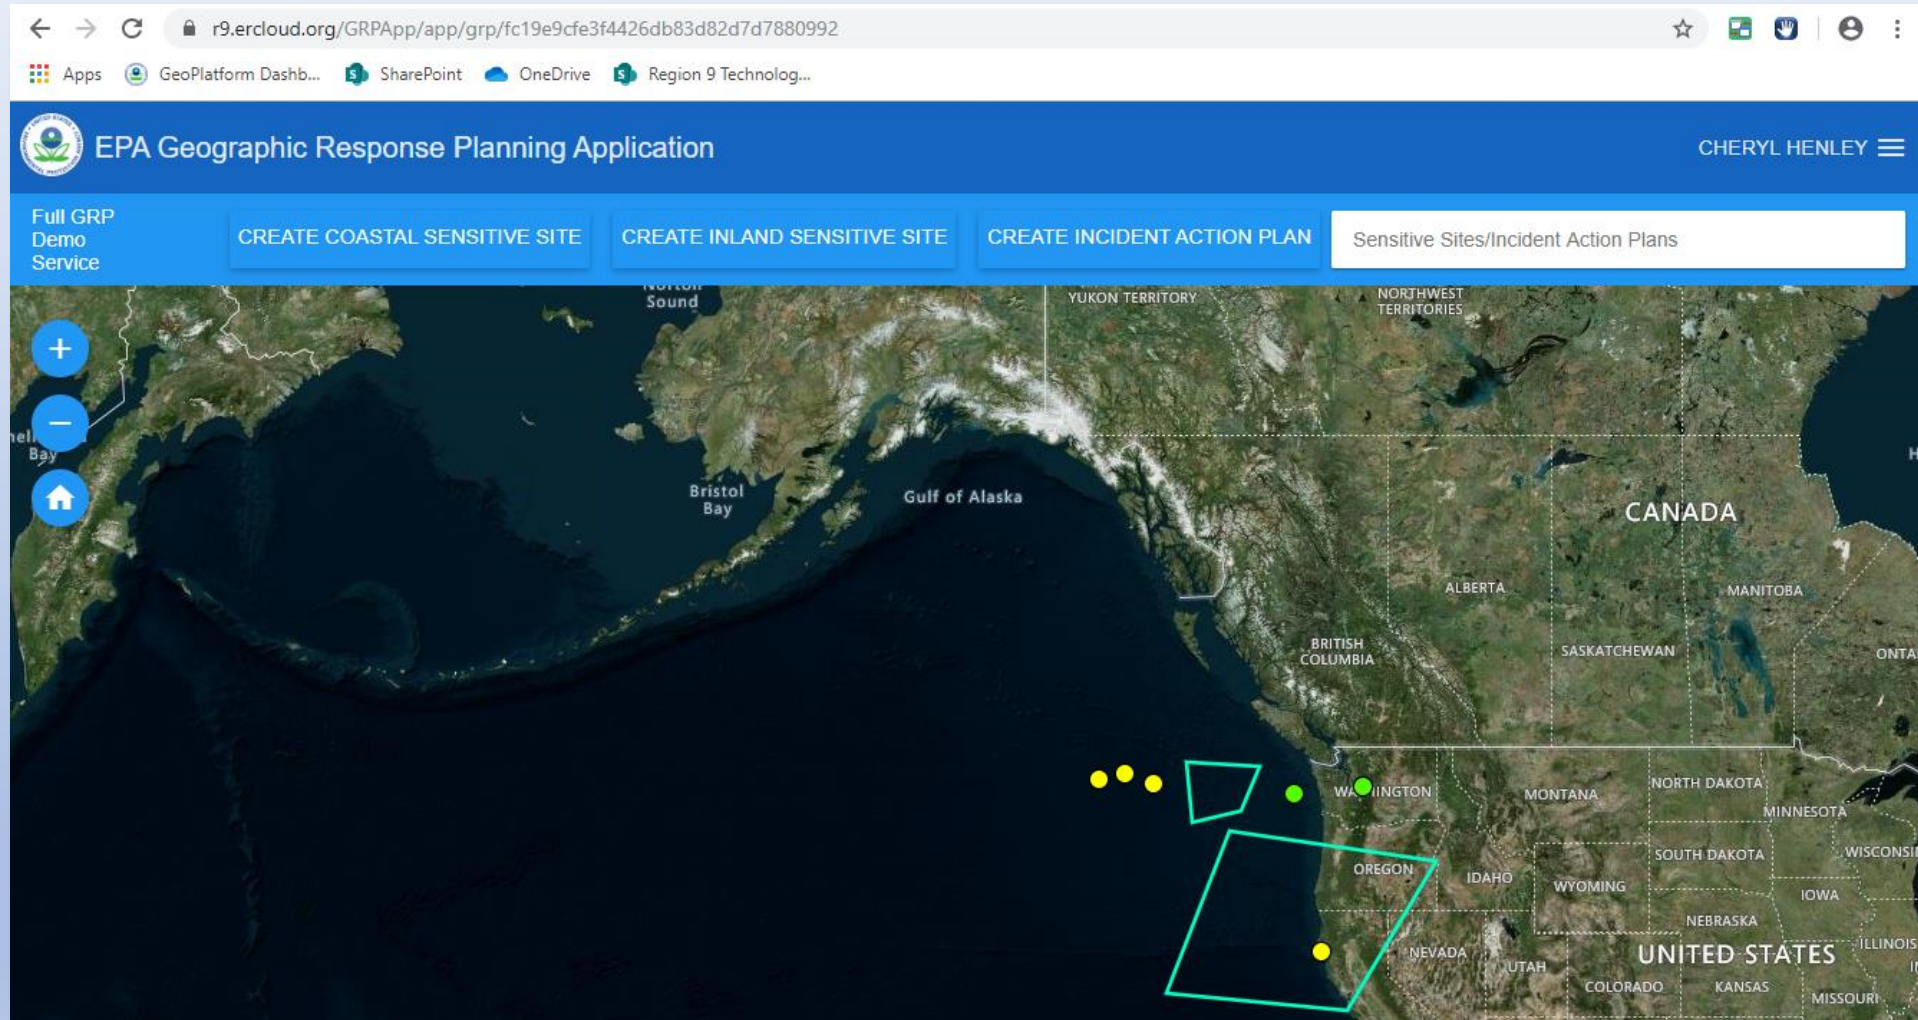 r9.ercloud.org/GRPApp/app/grp/fc19e9cfe3f4426db83d82d7d7880992
Apps GeoPlatform Dashb... SharePoint OneDrive Region 9 Technolog...
EPA Geographic Response Planning Application
CHERYL HENLEY
Full GRP
Demo
Service
CREATE COASTAL SENSITIVE SITE
CREATE INLAND SENSITIVE SITE
CREATE INCIDENT ACTION PLAN
Sensitive Sites/Incident Action Plans
Norton
Sound
YUKON TERRITORY
NORTHWEST
TERRITORIES
Bay
Bristol
Bay
Gulf of Alaska
CANADA
ALBERTA
MANITOBA
BRITISH
COLUMBIA
SASKATCHEWAN
ONTA
WASHINGTON
MONTANA
NORTH DAKOTA
MINNESOTA
OREGON
IDAHO
SOUTH DAKOTA
WISCONSIN
WYOMING
IOWA
NEBRASKA
NEVADA
UNITED STATES
ILLINOIS
UTAH
COLORADO
KANSAS
MISSOURI